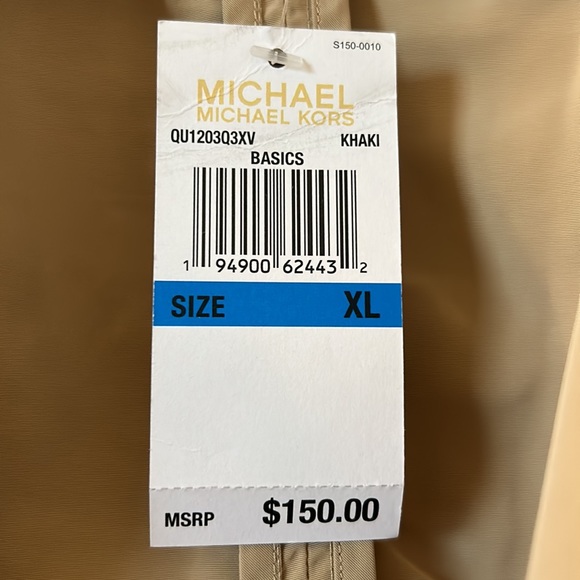 S150-0010
MICHAEL
MICHAEL KORS
QU1203Q3XV KHAKI
BASICS
1 94900 62443 2
SIZE XL
MSRP $150.00